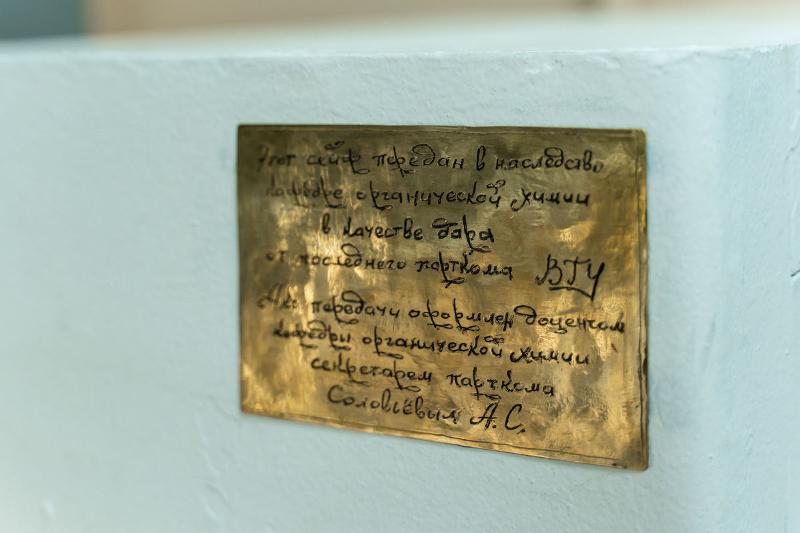 Этот сейф передан в наследство
кафедре органической химии
в качестве дара
от последнего парткома ВГУ
Акт передачи оформлен доцентом
кафедры органической химии
секретарем парткома
Соловьёвым А.С.